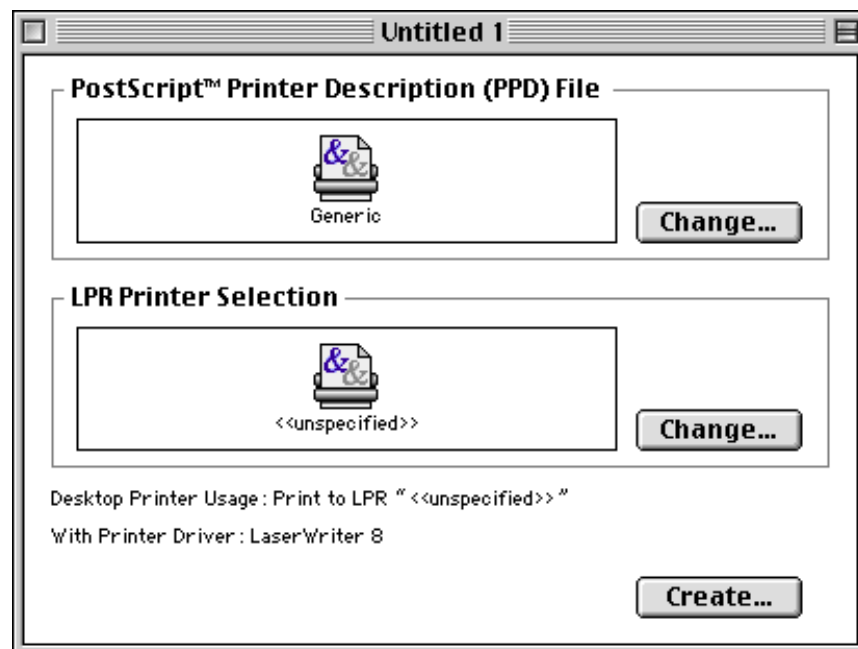 Untitled 1
PostScript™ Printer Description (PPD) File
&&
Generic
Change...
LPR Printer Selection
&&
<<unspecified>>
Change...
Desktop Printer Usage : Print to LPR “<<unspecified>>”
With Printer Driver : LaserWriter 8
Create...